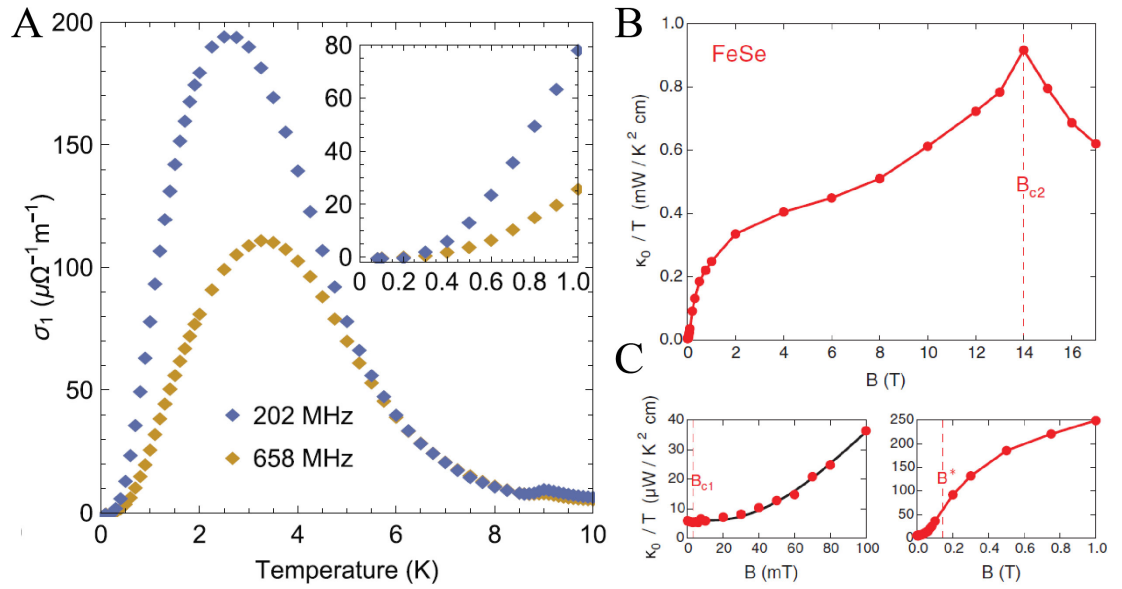 A
200
150
100
50
0
σ1 (μΩ−1m−1)
0 2 4 6 8 10
Temperature (K)
202 MHz
658 MHz
80
60
40
20
0
0 0.2 0.4 0.6 0.8 1.0
B
FeSe
1.0
0.8
0.6
0.4
0.2
0.0
κ0 / T (mW / K2 cm)
Bc2
0 2 4 6 8 10 12 14 16
B (T)
C
40
30
20
10
0
κ0 / T (μW / K2 cm)
Bc1
0 20 40 60 80 100
B (mT)
250
200
150
100
50
0
B*
0.0 0.2 0.4 0.6 0.8 1.0
B (T)